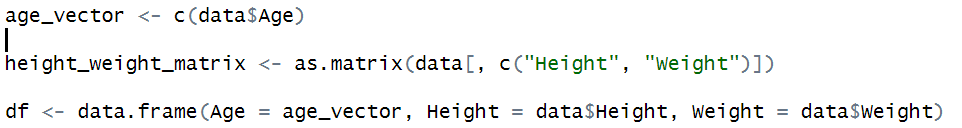 age_vector <- c(data$Age)
height_weight_matrix <- as.matrix(data[, c("Height", "Weight")])
df <- data.frame(Age = age_vector, Height = data$Height, Weight = data$Weight)